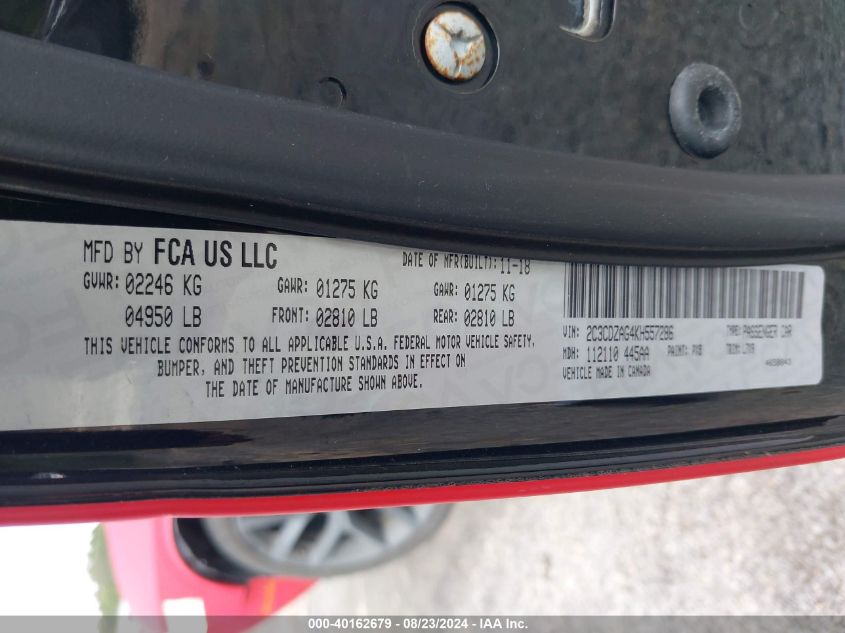 MFD BY FCA US LLC
DATE OF MFR(BUILT): 11-18
GVWR: 02246 KG
GAWR: 01275 KG
GAWR: 01275 KG
04950 LB
FRONT: 02810 LB
REAR: 02810 LB
THIS VEHICLE CONFORMS TO ALL APPLICABLE U.S.A. FEDERAL MOTOR VEHICLE SAFETY,
BUMPER, AND THEFT PREVENTION STANDARDS IN EFFECT ON
THE DATE OF MANUFACTURE SHOWN ABOVE.
VIN: 2C3CDZAG4KH557286
TYPE: PASSENGER CAR
MDH: 112110 445AA
PAINT: PX8
TRIM: L7X9
VEHICLE MADE IN CANADA
000-40162679 - 08/23/2024 - IAA Inc.